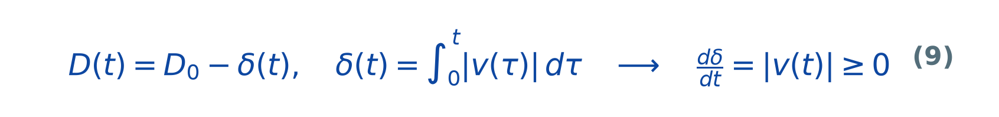 D(t) = D₀ − δ(t),  δ(t) = ∫₀ᵗ |v(τ)| dτ  ⟶  dδ/dt = |v(t)| ≥ 0  (9)